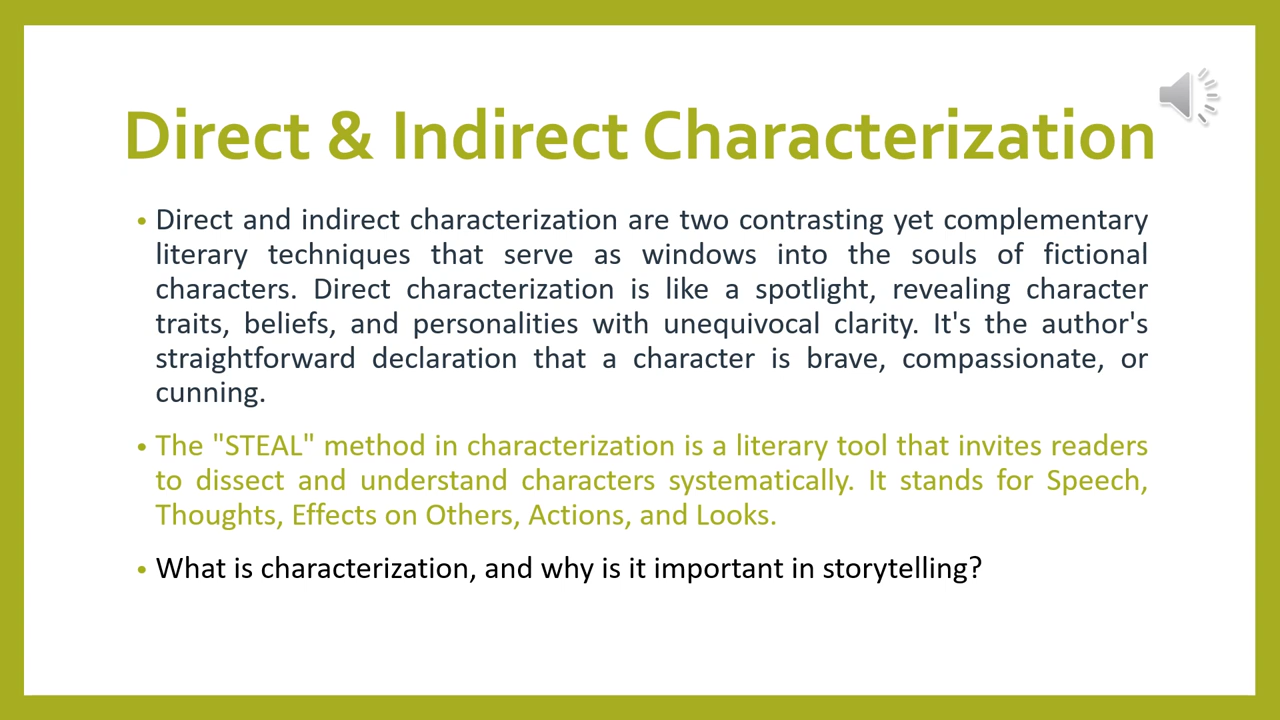 Direct & Indirect Characterization
• Direct and indirect characterization are two contrasting yet complementary
literary techniques that serve as windows into the souls of fictional
characters. Direct characterization is like a spotlight, revealing character
traits, beliefs, and personalities with unequivocal clarity. It's the author's
straightforward declaration that a character is brave, compassionate, or
cunning.
• The "STEAL" method in characterization is a literary tool that invites readers
to dissect and understand characters systematically. It stands for Speech,
Thoughts, Effects on Others, Actions, and Looks.
• What is characterization, and why is it important in storytelling?